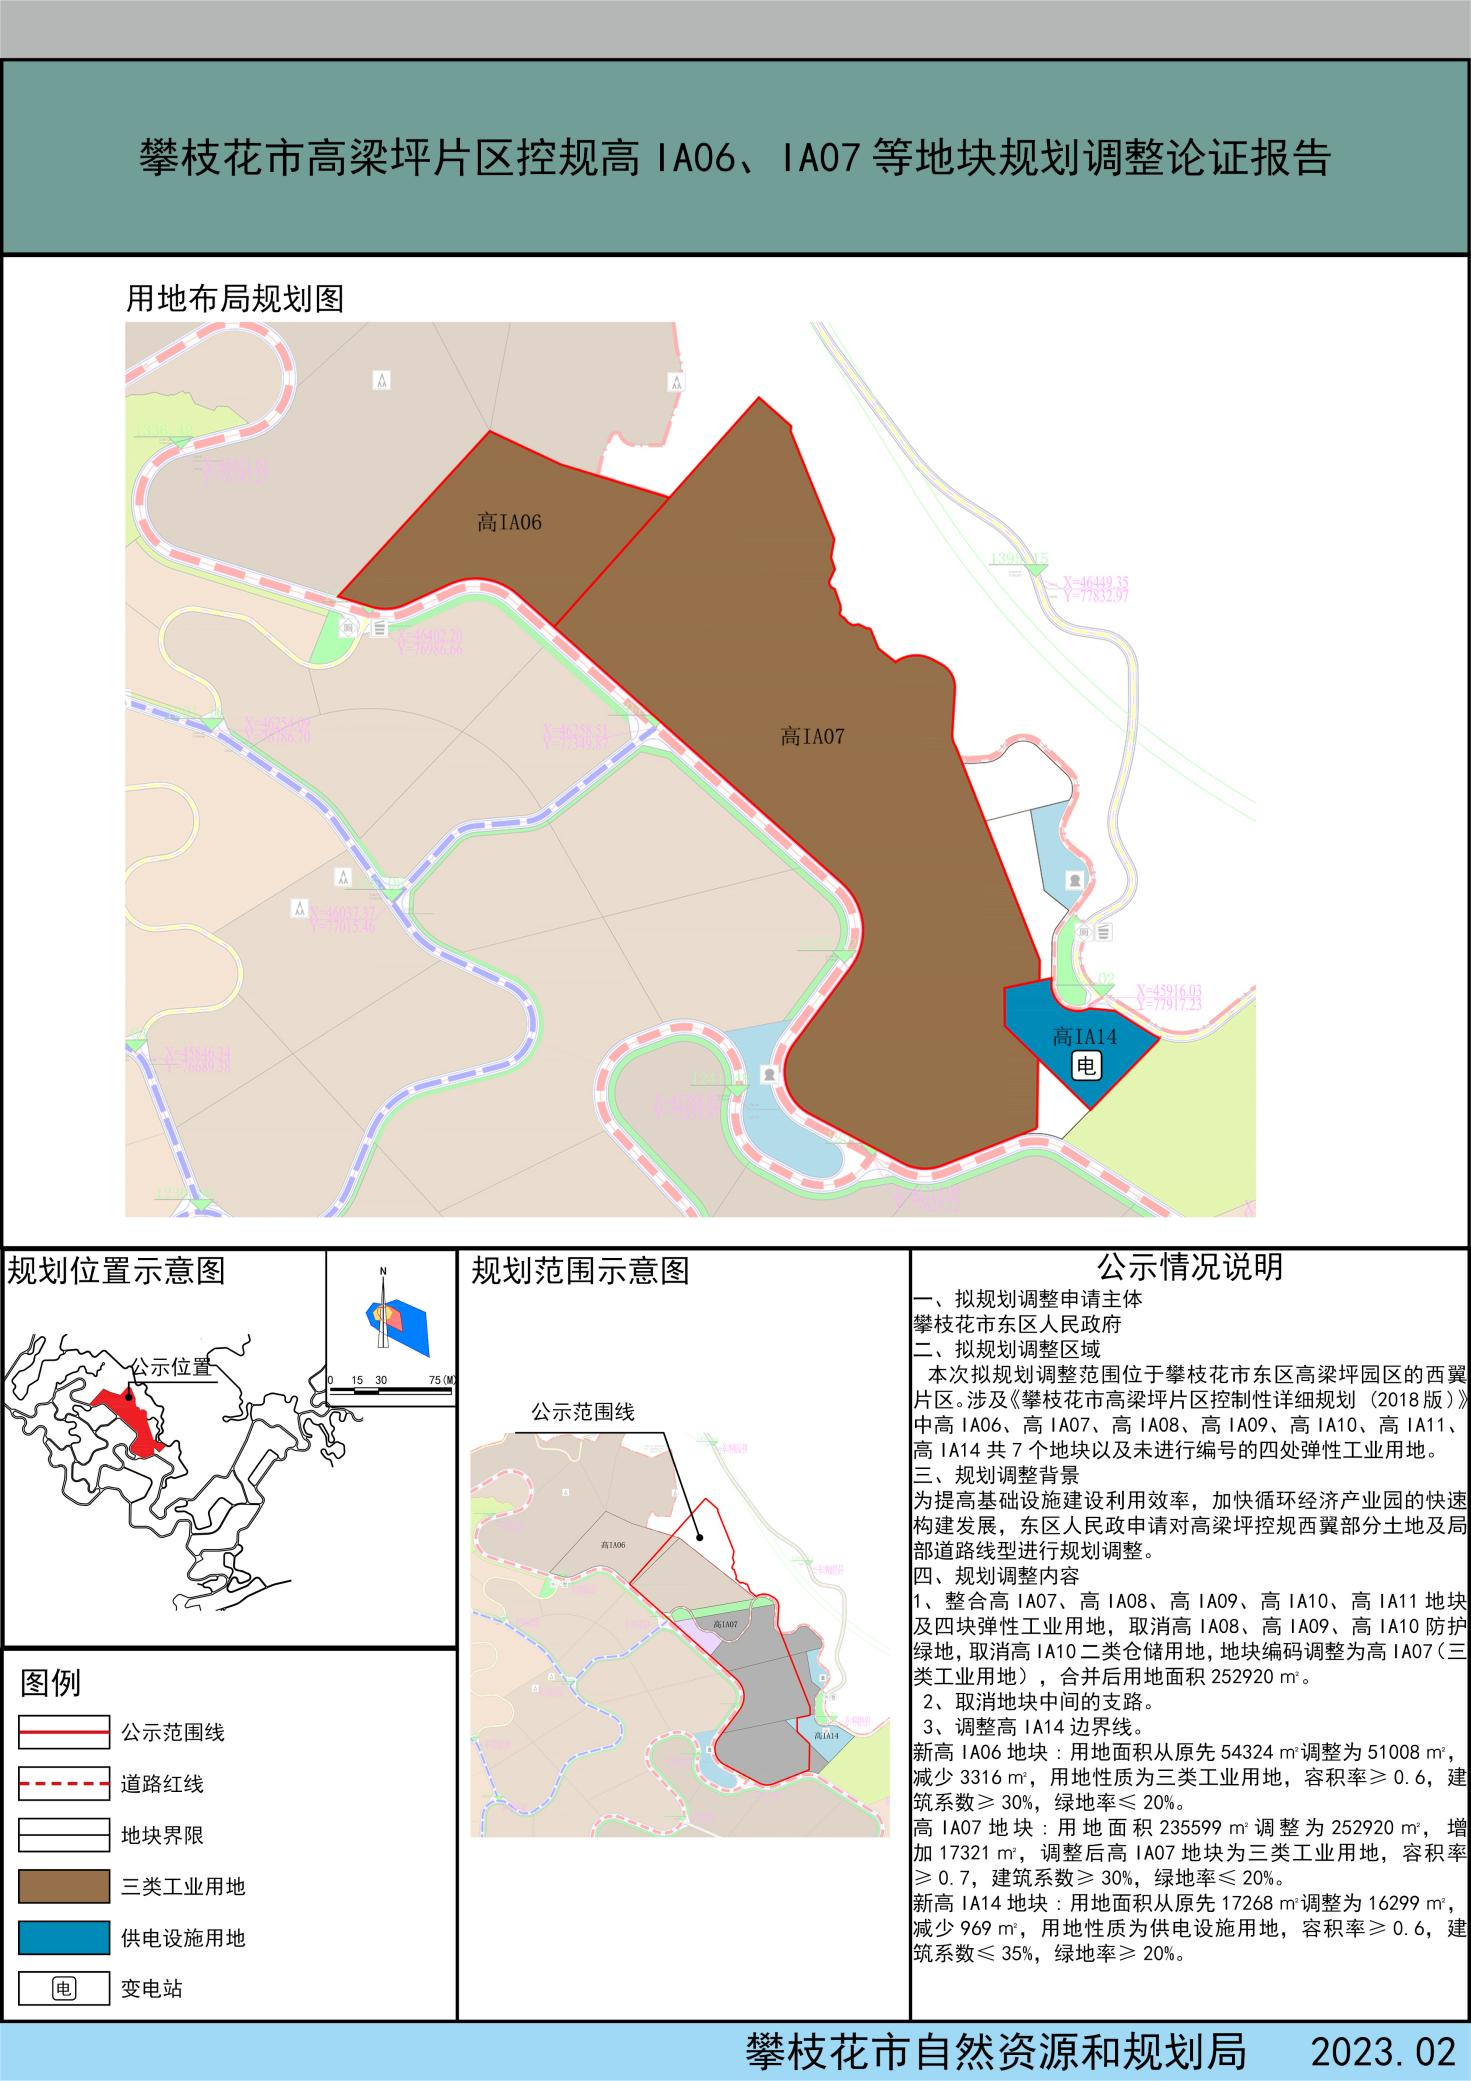 攀枝花市高梁坪片区控规高IA06、IA07等地块规划调整论证报告
用地布局规划图
高IA06
1395.15
X=46449.35
Y=77832.97
X=46402.20
Y=76986.66
X=46254.09
X=46258.51
Y=77349.87
高IA07
X=46037.37
Y=77015.46
X=45916.03
Y=77917.23
高IA14
电
X=45846.24
Y=76689.38
规划位置示意图
N
公示位置
0 15 30 75(M)
规划范围示意图
公示范围线
高IA06
高IA07
高IA14
图例
公示范围线
道路红线
地块界限
三类工业用地
供电设施用地
电 变电站
公示情况说明
一、拟规划调整申请主体
攀枝花市东区人民政府
二、拟规划调整区域
本次拟规划调整范围位于攀枝花市东区高梁坪园区的西翼
片区。涉及《攀枝花市高梁坪片区控制性详细规划（2018版）》
中高IA06、高IA07、高IA08、高IA09、高IA10、高IA11、
高IA14共7个地块以及未进行编号的四处弹性工业用地。
三、规划调整背景
为提高基础设施建设利用效率，加快循环经济产业园的快速
构建发展，东区人民政申请对高梁坪控规西翼部分土地及局
部道路线型进行规划调整。
四、规划调整内容
1、整合高IA07、高IA08、高IA09、高IA10、高IA11地块
及四块弹性工业用地，取消高IA08、高IA09、高IA10防护
绿地，取消高IA10二类仓储用地，地块编码调整为高IA07（三
类工业用地），合并后用地面积252920㎡。
2、取消地块中间的支路。
3、调整高IA14边界线。
新高IA06地块：用地面积从原先54324㎡调整为51008㎡，
减少3316㎡，用地性质为三类工业用地，容积率≥0.6，建
筑系数≥30%，绿地率≤20%。
高IA07地块：用地面积235599㎡调整为252920㎡，增
加17321㎡，调整后高IA07地块为三类工业用地，容积率
≥0.7，建筑系数≥30%，绿地率≤20%。
新高IA14地块：用地面积从原先17268㎡调整为16299㎡，
减少969㎡，用地性质为供电设施用地，容积率≥0.6，建
筑系数≤35%，绿地率≥20%。
攀枝花市自然资源和规划局 2023.02